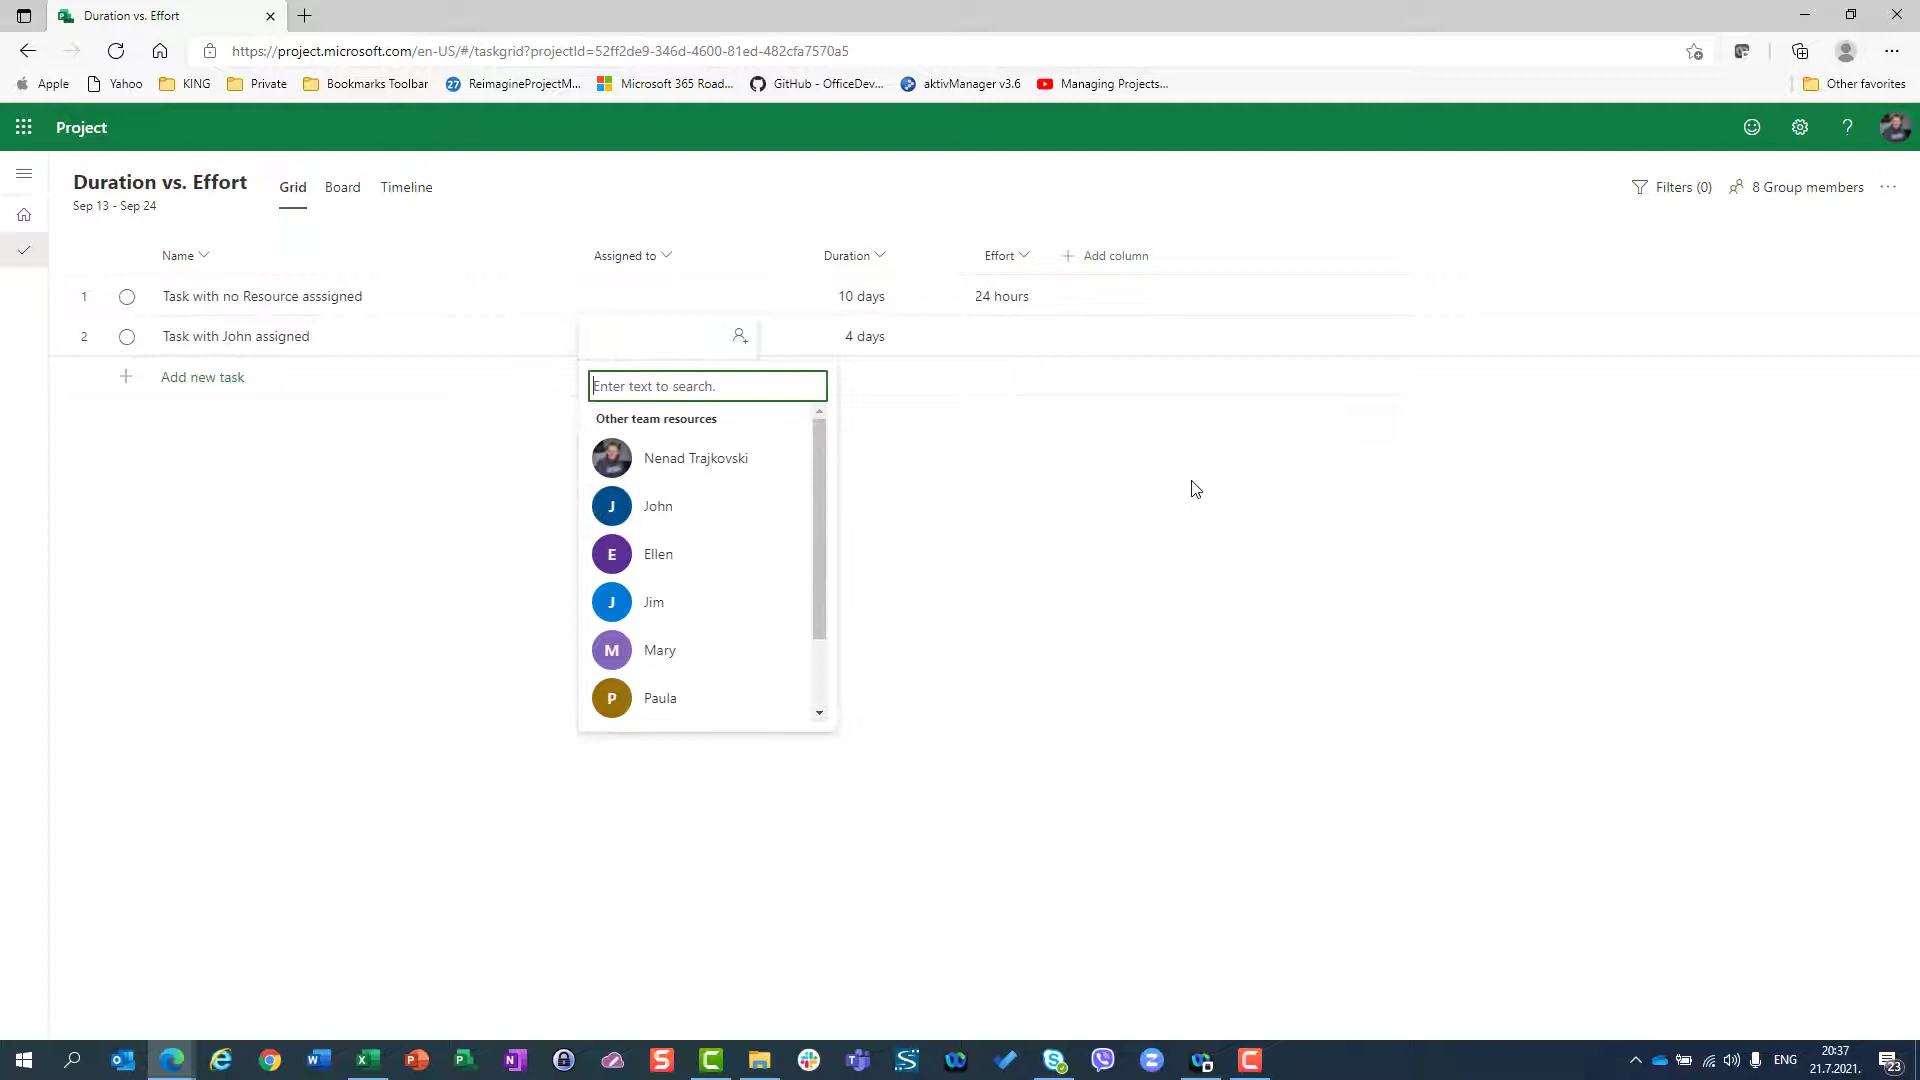 Duration vs. Effort
https://project.microsoft.com/en-US/#/taskgrid?projectId=52ff2de9-346d-4600-81ed-482cfa7570a5
Apple Yahoo KING Private Bookmarks Toolbar 27 ReimagineProjectM... Microsoft 365 Road... GitHub - OfficeDev... aktivManager v3.6 Managing Projects... Other favorites
Project ?
Duration vs. Effort Grid Board Timeline Filters (0) 8 Group members
Sep 13 - Sep 24
Name Assigned to Duration Effort Add column
1 Task with no Resource asssigned 10 days 24 hours
2 Task with John assigned 4 days
Add new task
Enter text to search.
Other team resources
Nenad Trajkovski
J John
E Ellen
J Jim
M Mary
P Paula
ENG 20:37
21.7.2021. 23